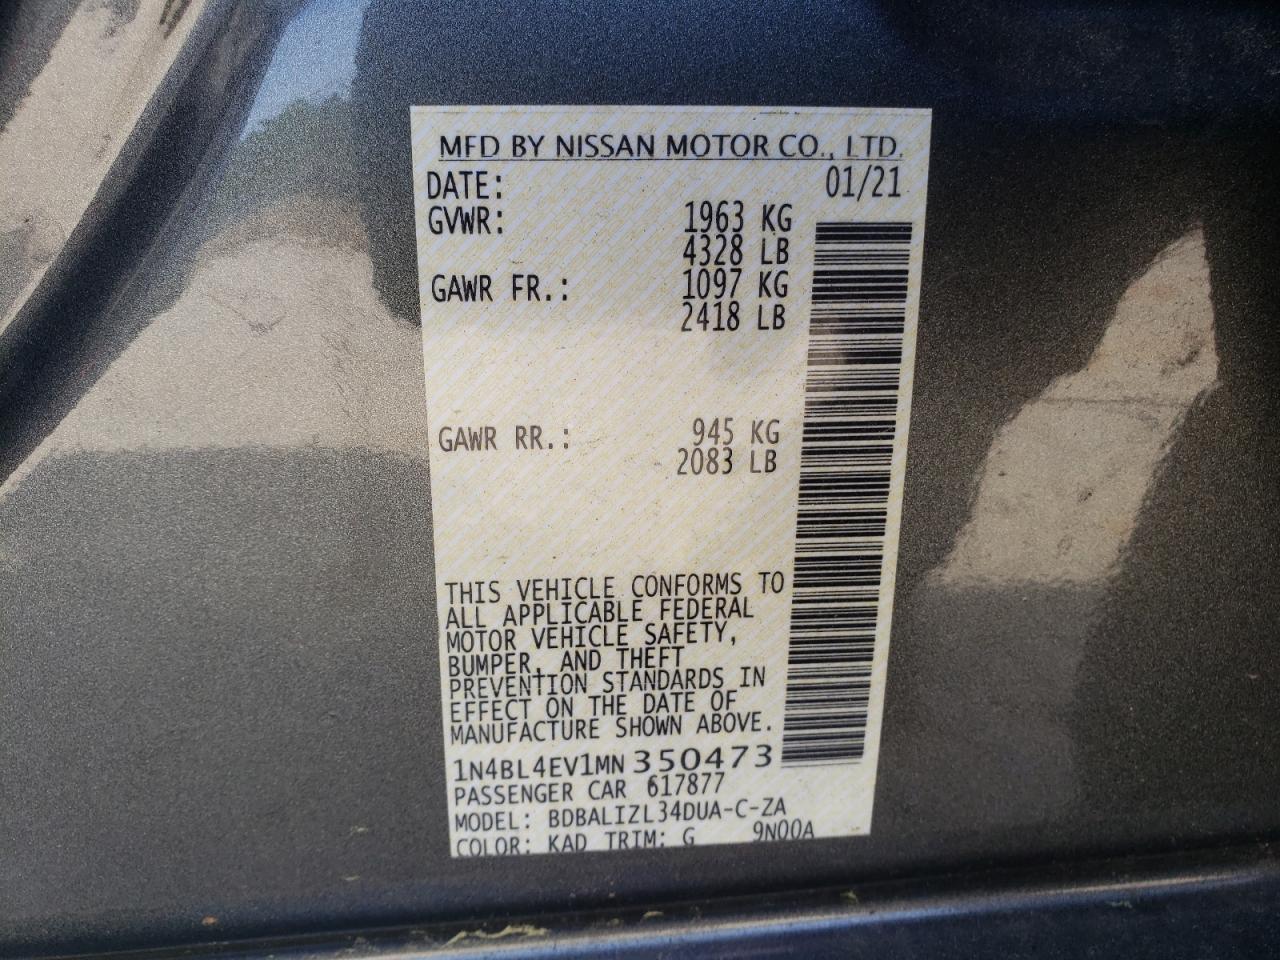 MFD BY NISSAN MOTOR CO., LTD.
DATE: 01/21
GVWR: 1963 KG
4328 LB
GAWR FR.: 1097 KG
2418 LB
GAWR RR.: 945 KG
2083 LB
THIS VEHICLE CONFORMS TO
ALL APPLICABLE FEDERAL
MOTOR VEHICLE SAFETY,
BUMPER, AND THEFT
PREVENTION STANDARDS IN
EFFECT ON THE DATE OF
MANUFACTURE SHOWN ABOVE.
1N4BL4EV1MN350473
PASSENGER CAR 617877
MODEL: BDBALIZL34DUA-C-ZA
COLOR: KAD TRIM: G 9N00A